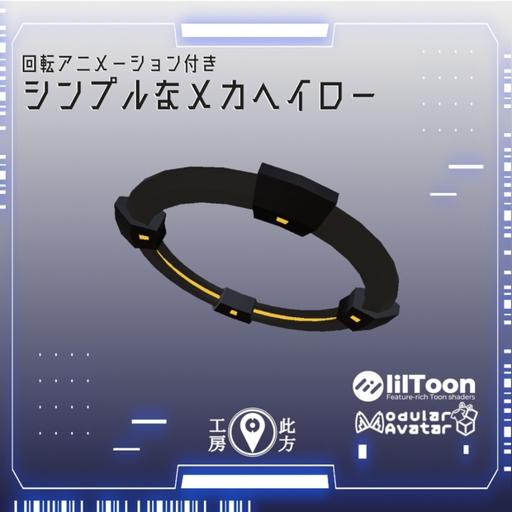 回転アニメーション付き
シンプルなメカヘイロー
lilToon
Feature-rich Toon shaders
Modular
Avatar
工房
此方